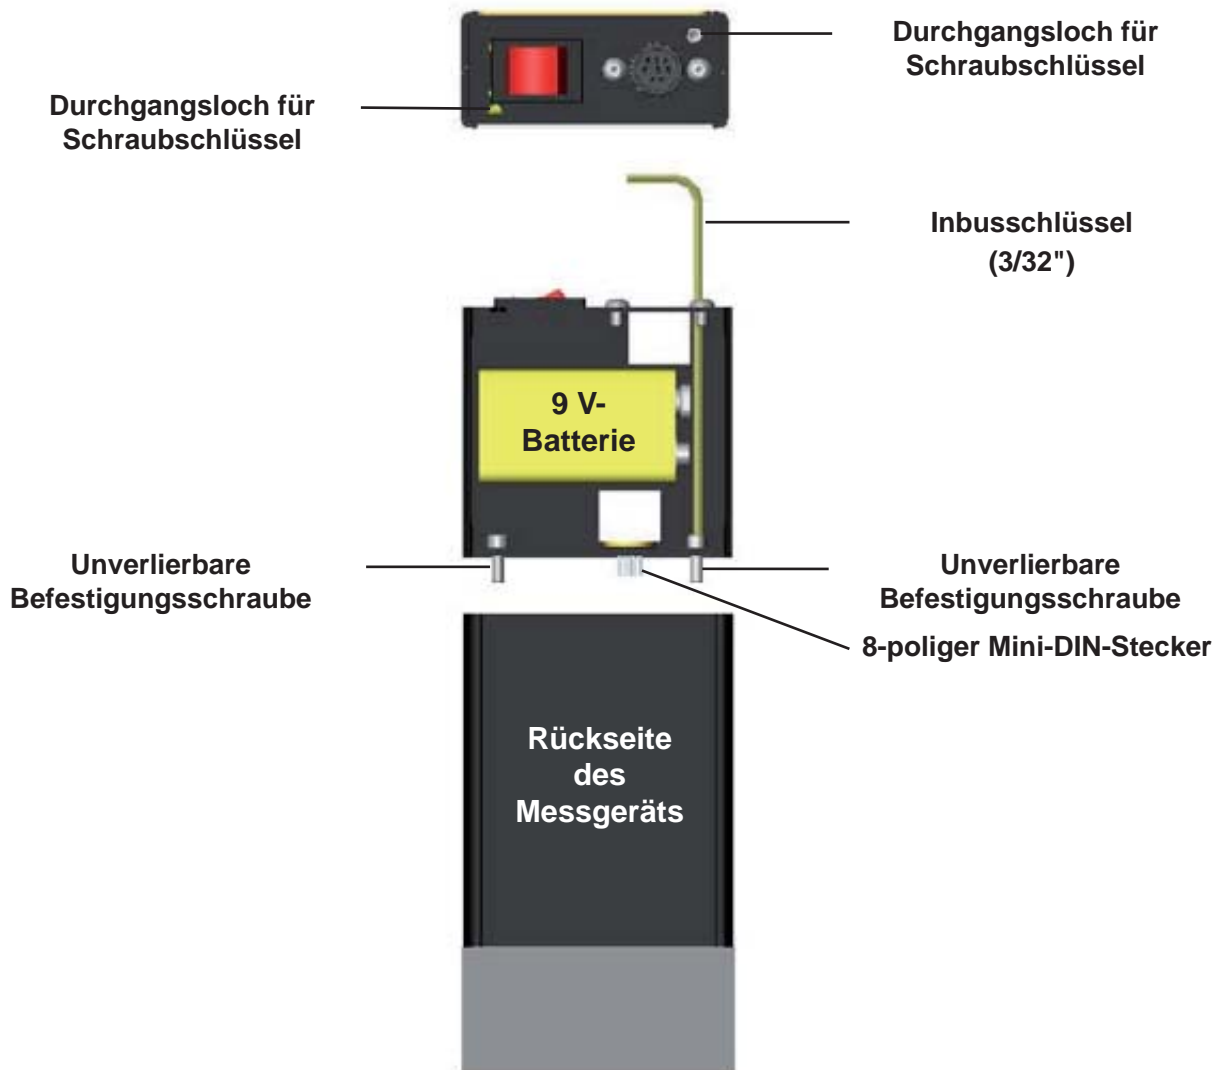 Durchgangsloch für
Schraubschlüssel
Durchgangsloch für
Schraubschlüssel
Inbusschlüssel
(3/32")
9 V-
Batterie
Unverlierbare
Befestigungsschraube
Unverlierbare
Befestigungsschraube
8-poliger Mini-DIN-Stecker
Rückseite
des
Messgeräts